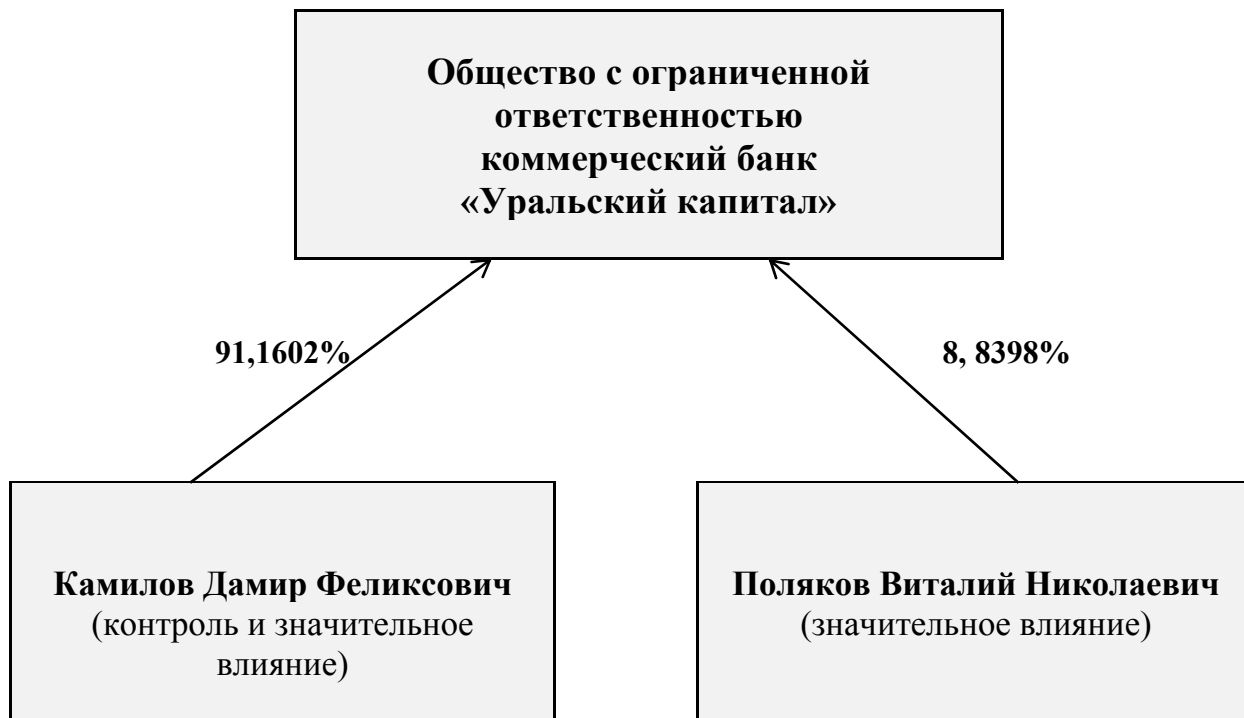 Общество с ограниченной
ответственностью
коммерческий банк
«Уральский капитал»
91,1602%
8, 8398%
Камилов Дамир Феликсович
(контроль и значительное
влияние)
Поляков Виталий Николаевич
(значительное влияние)